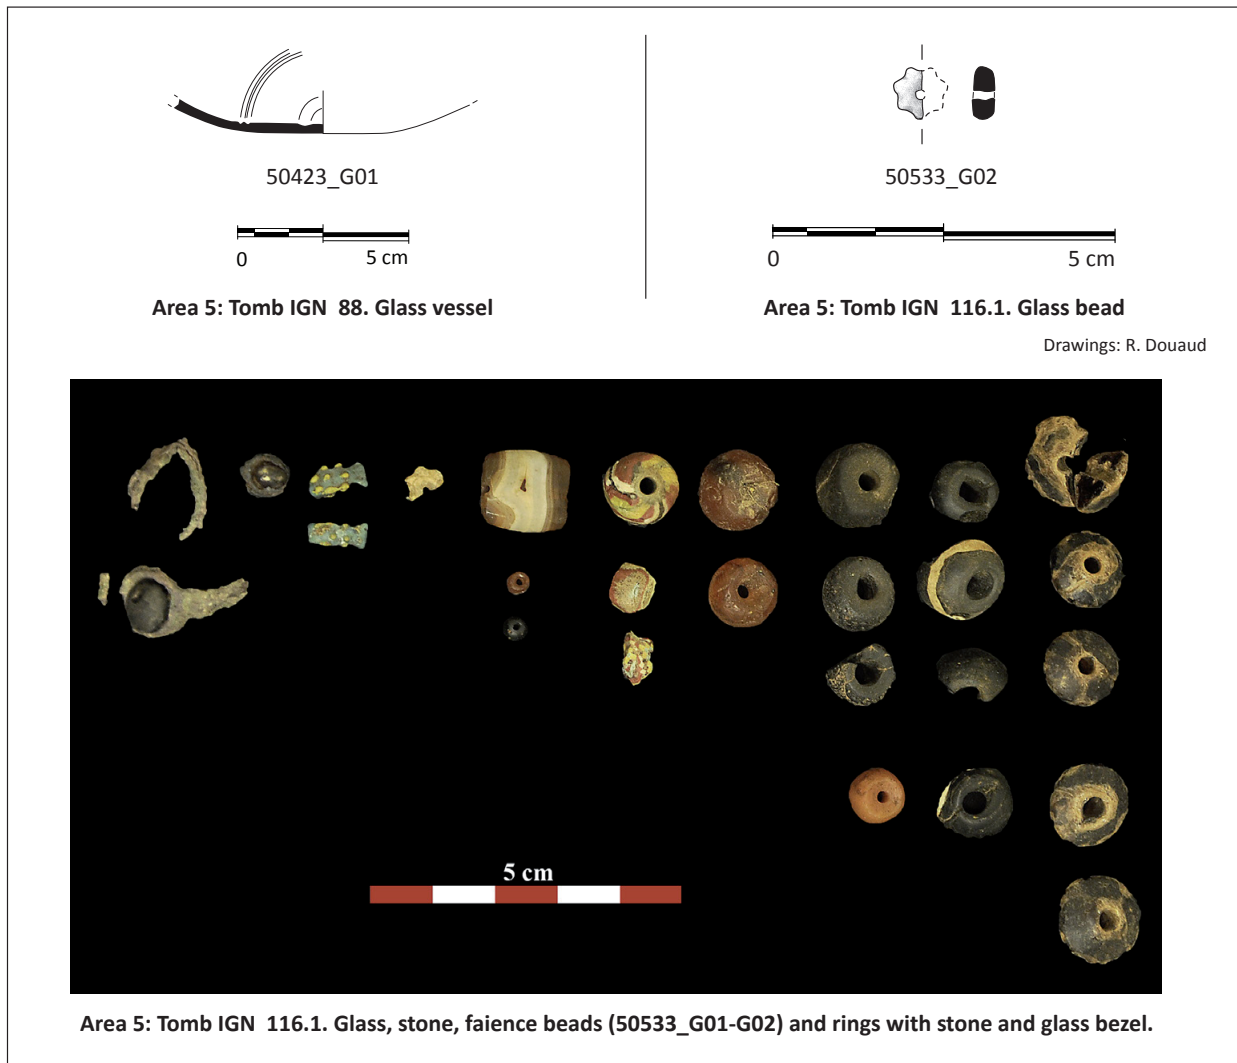 50423_G01
0 5 cm
Area 5: Tomb IGN 88. Glass vessel
50533_G02
0 5 cm
Area 5: Tomb IGN 116.1. Glass bead
Drawings: R. Douaud
5 cm
Area 5: Tomb IGN 116.1. Glass, stone, faience beads (50533_G01-G02) and rings with stone and glass bezel.